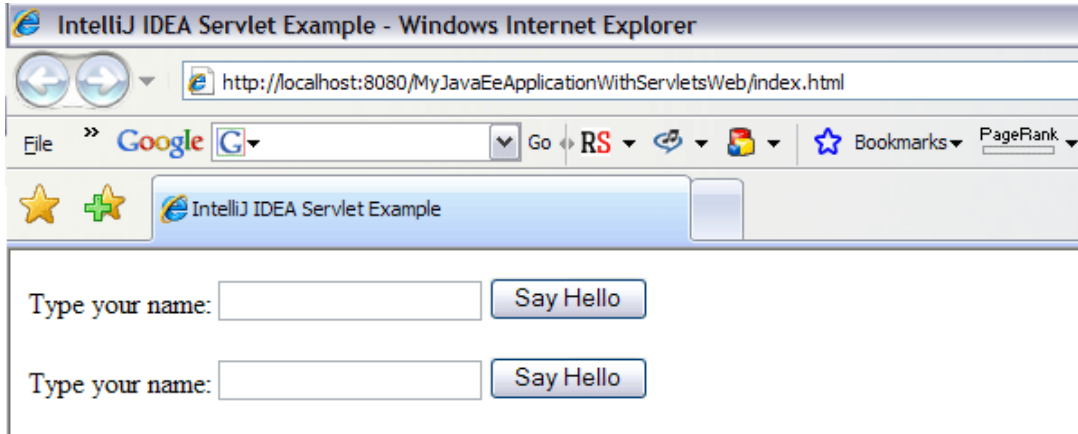 IntelliJ IDEA Servlet Example - Windows Internet Explorer
http://localhost:8080/MyJavaEeApplicationWithServletsWeb/index.html
File » Google G Go RS Bookmarks PageRank
IntelliJ IDEA Servlet Example
Type your name: Say Hello
Type your name: Say Hello